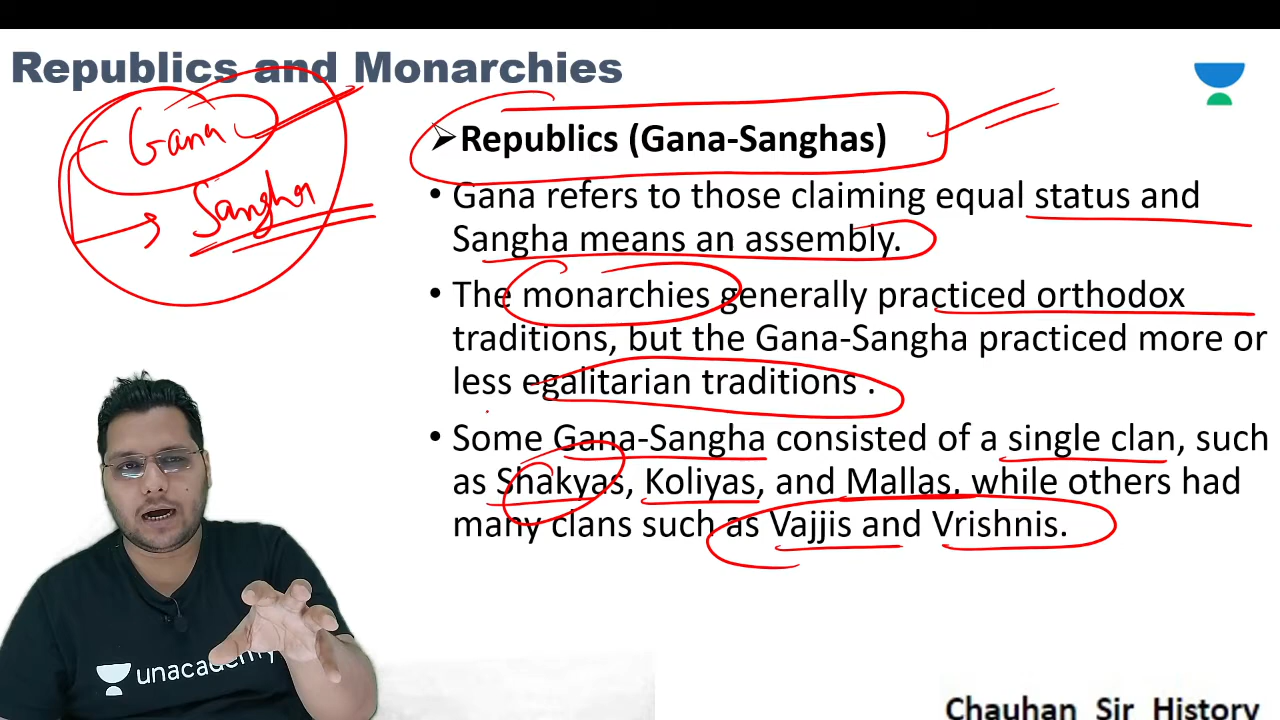 Republics and Monarchies
Gana
Sangha
➤Republics (Gana-Sanghas)
• Gana refers to those claiming equal status and
Sangha means an assembly.
• The monarchies generally practiced orthodox
traditions, but the Gana-Sangha practiced more or
less egalitarian traditions .
• Some Gana-Sangha consisted of a single clan, such
as Shakyas, Koliyas, and Mallas, while others had
many clans such as Vajjis and Vrishnis.
unacademy
Chauhan Sir History